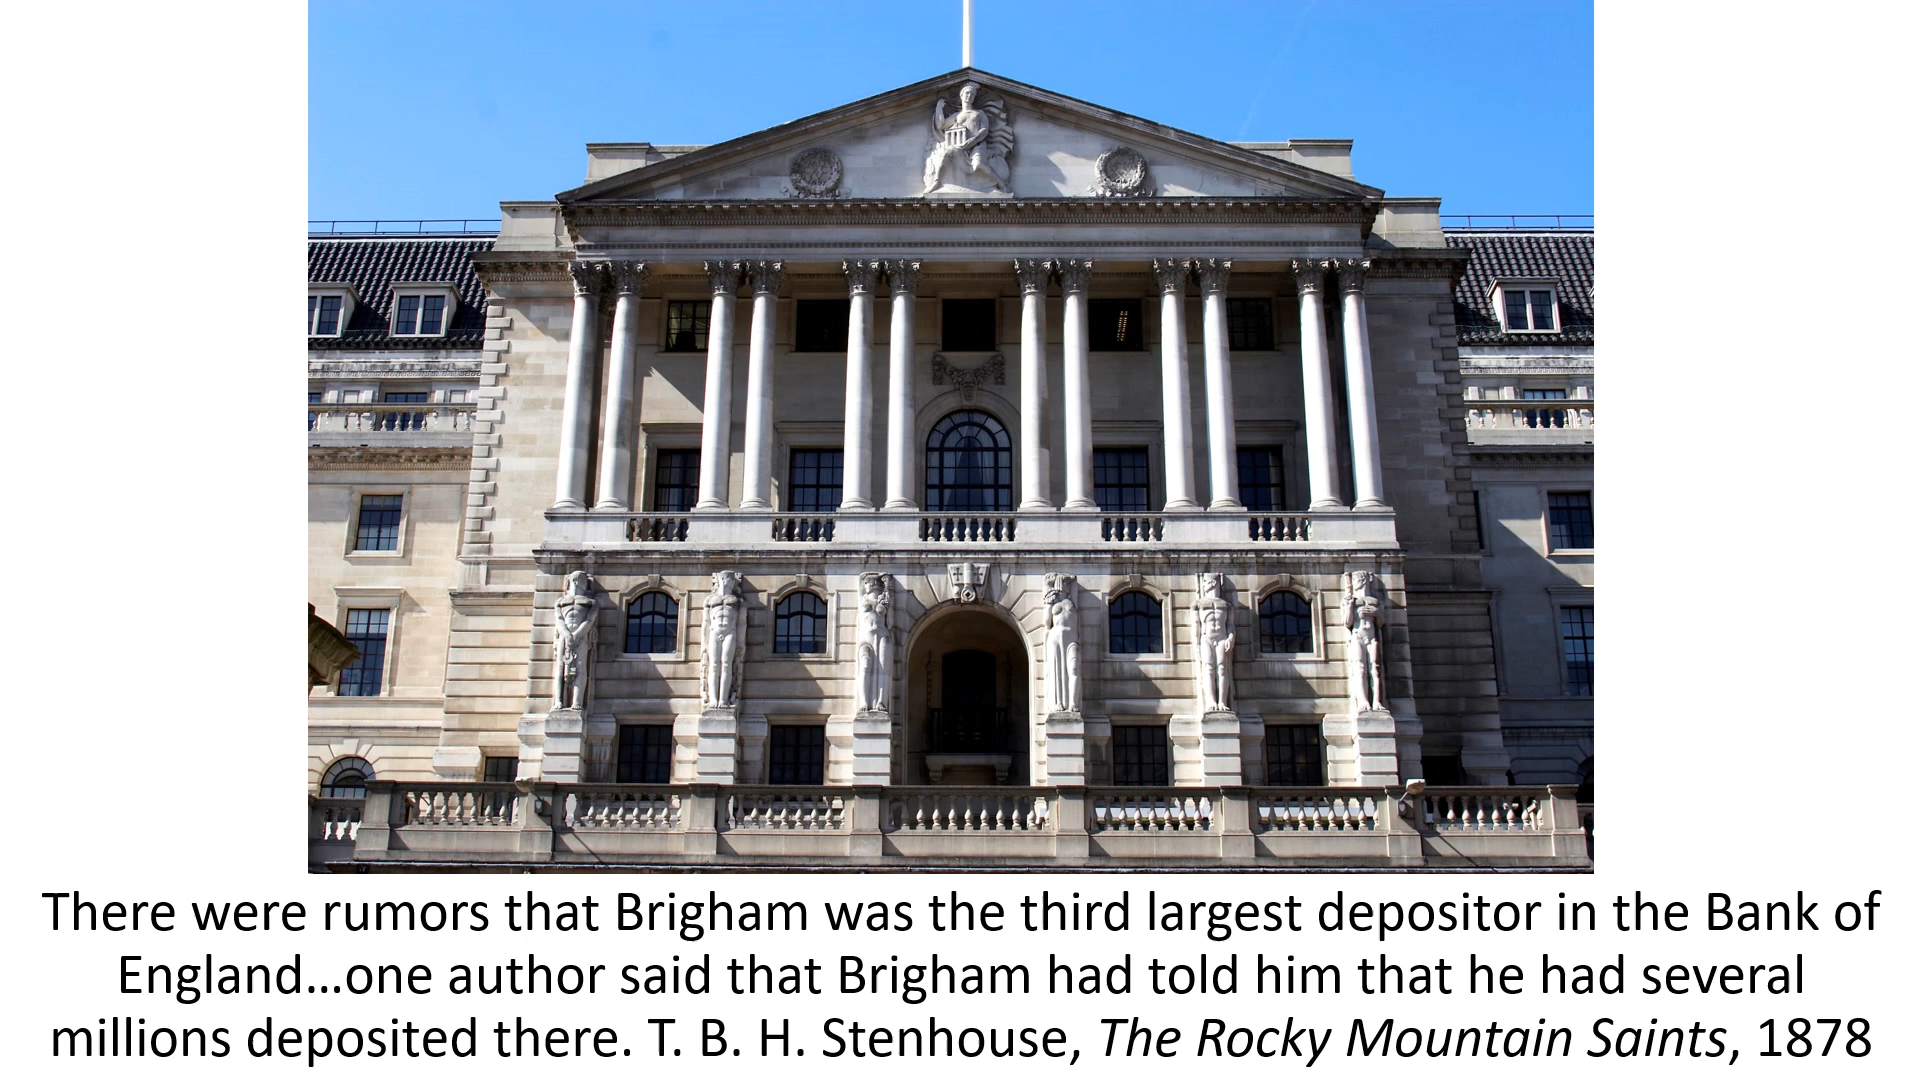 There were rumors that Brigham was the third largest depositor in the Bank of
England…one author said that Brigham had told him that he had several
millions deposited there. T. B. H. Stenhouse, The Rocky Mountain Saints, 1878